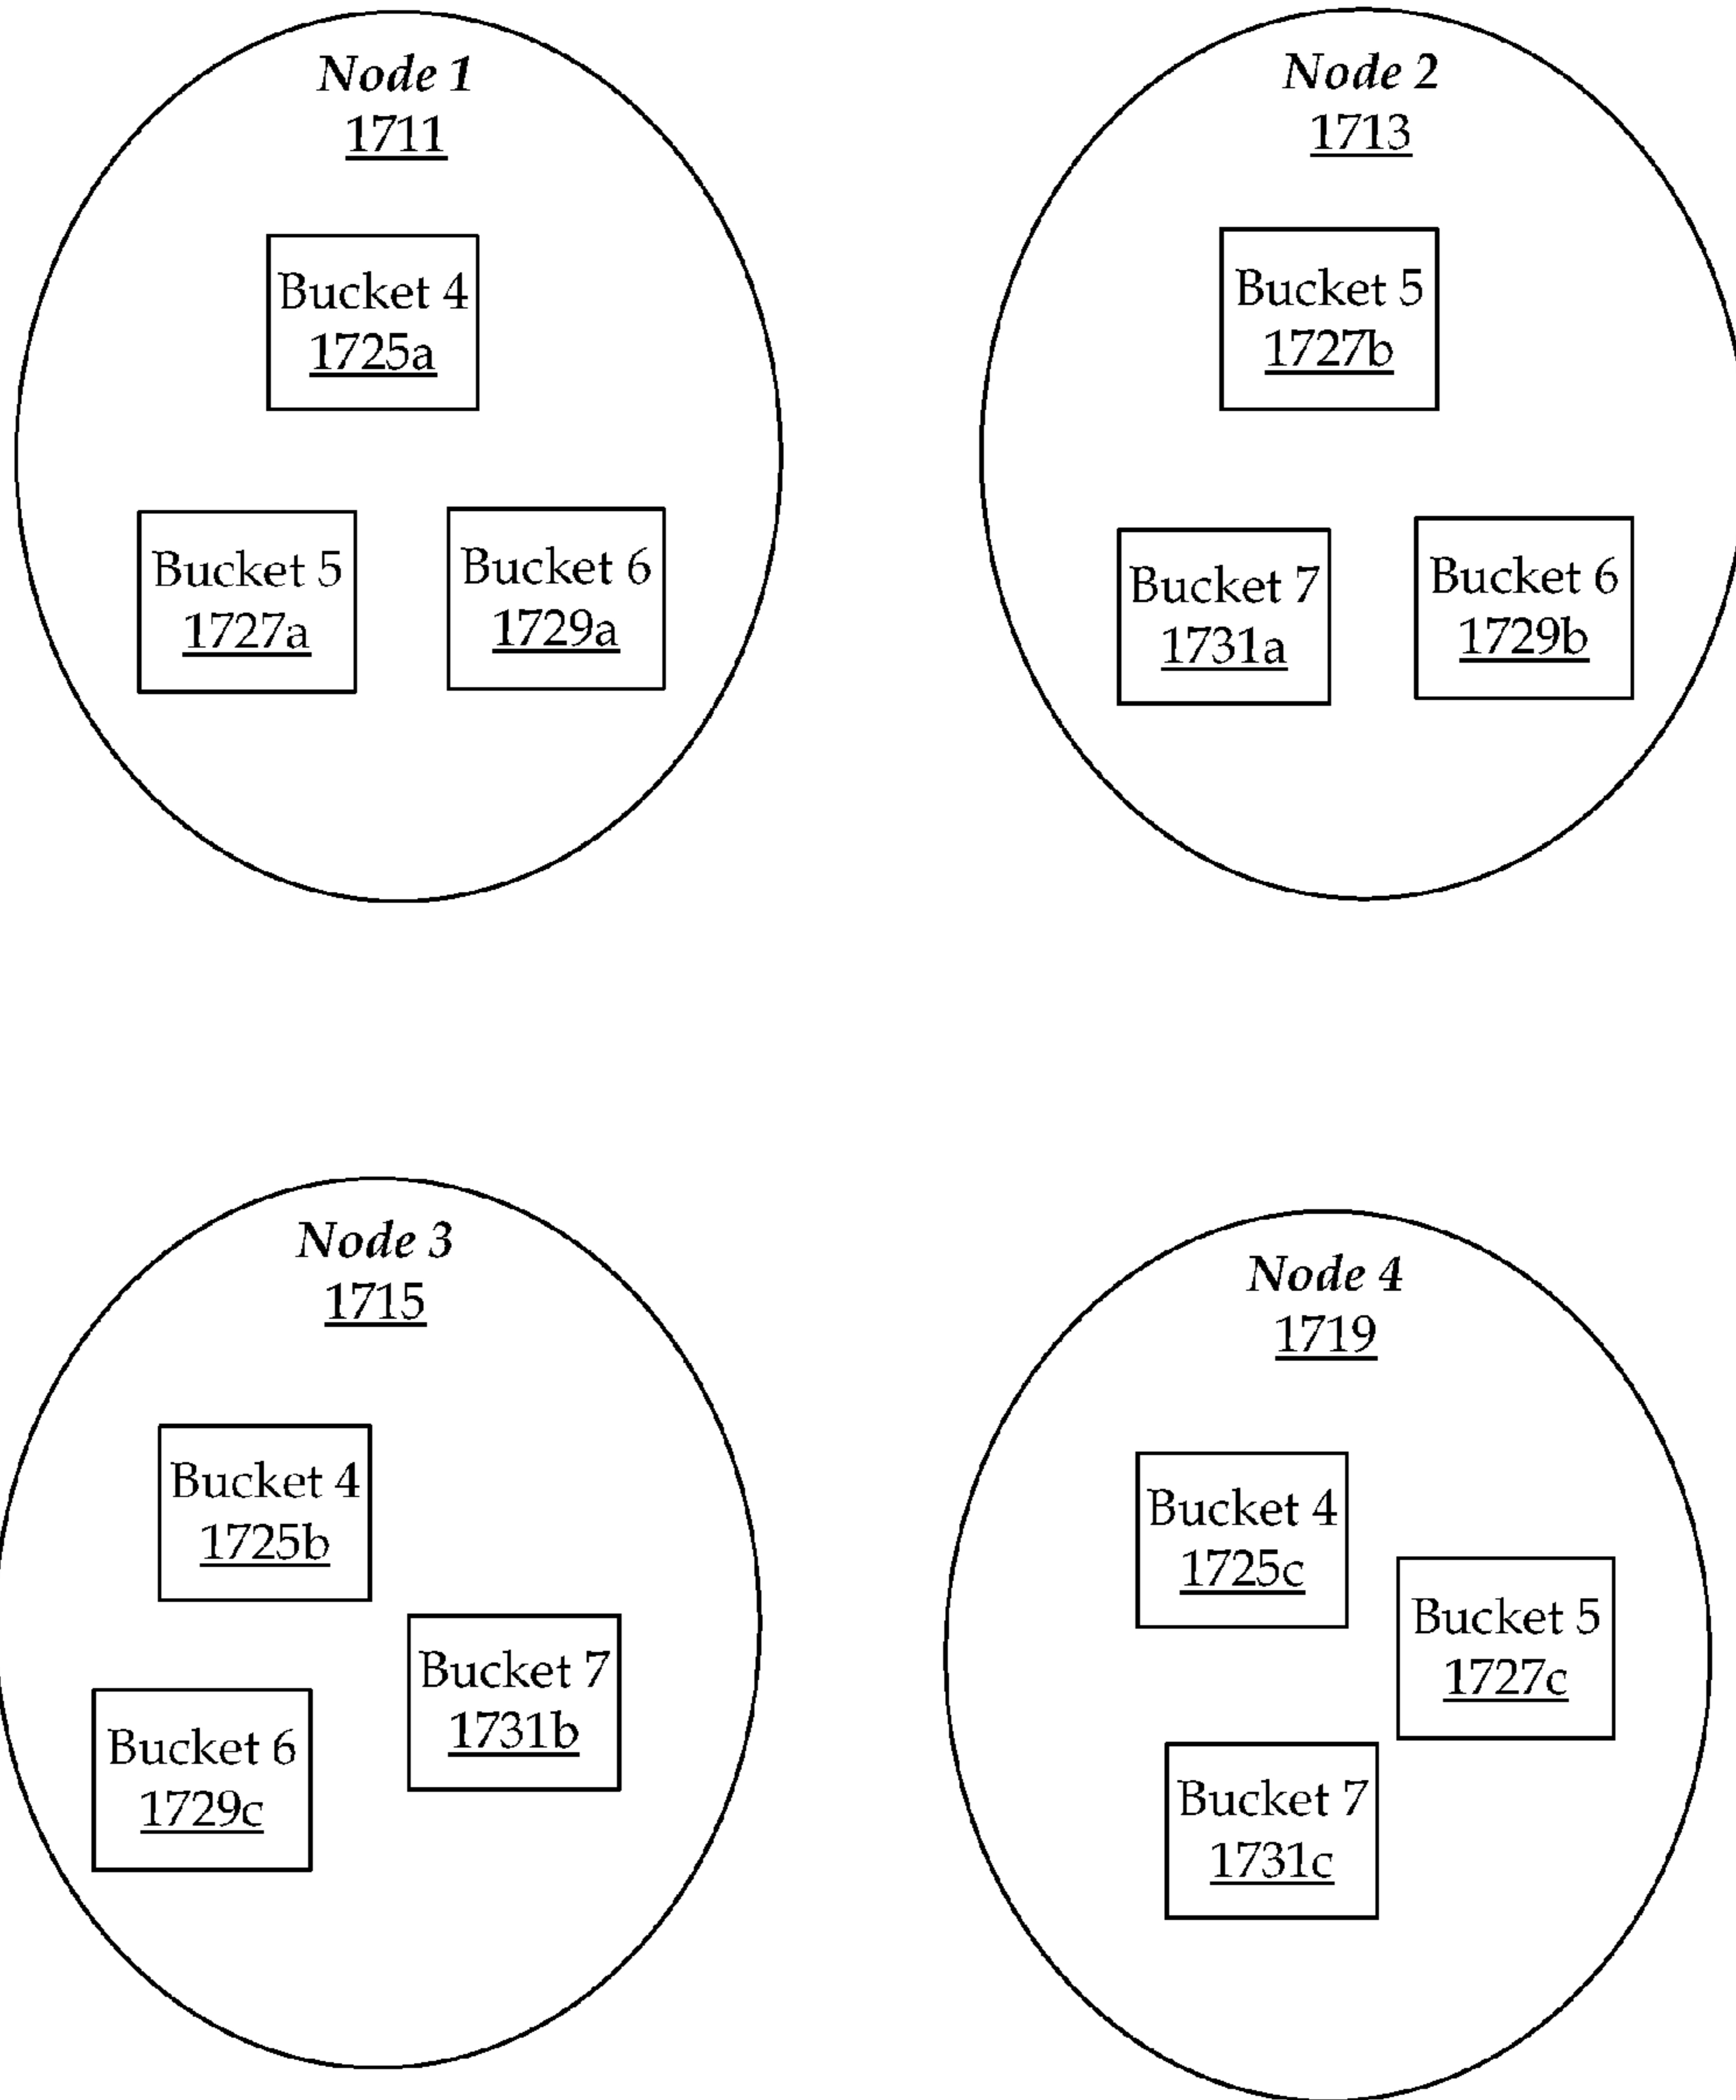 Node 1
1711
Bucket 4
1725a
Bucket 5
1727a
Bucket 6
1729a
Node 2
1713
Bucket 5
1727b
Bucket 7
1731a
Bucket 6
1729b
Node 3
1715
Bucket 4
1725b
Bucket 7
1731b
Bucket 6
1729c
Node 4
1719
Bucket 4
1725c
Bucket 5
1727c
Bucket 7
1731c